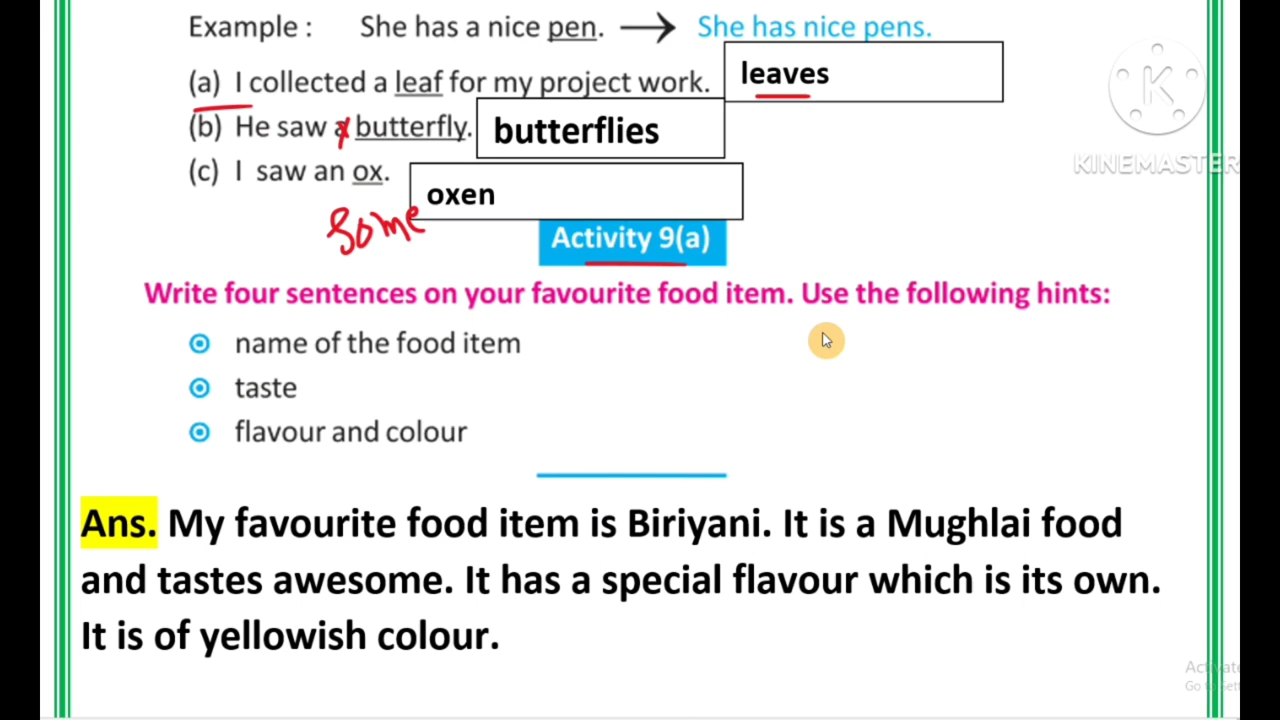 Example : She has a nice pen. → She has nice pens.
(a) I collected a leaf for my project work. leaves
(b) He saw a butterfly. butterflies
(c) I saw an ox. oxen
Some
Activity 9(a)
Write four sentences on your favourite food item. Use the following hints:
name of the food item
taste
flavour and colour
Ans. My favourite food item is Biriyani. It is a Mughlai food
and tastes awesome. It has a special flavour which is its own.
It is of yellowish colour.
K
KINEMASTER